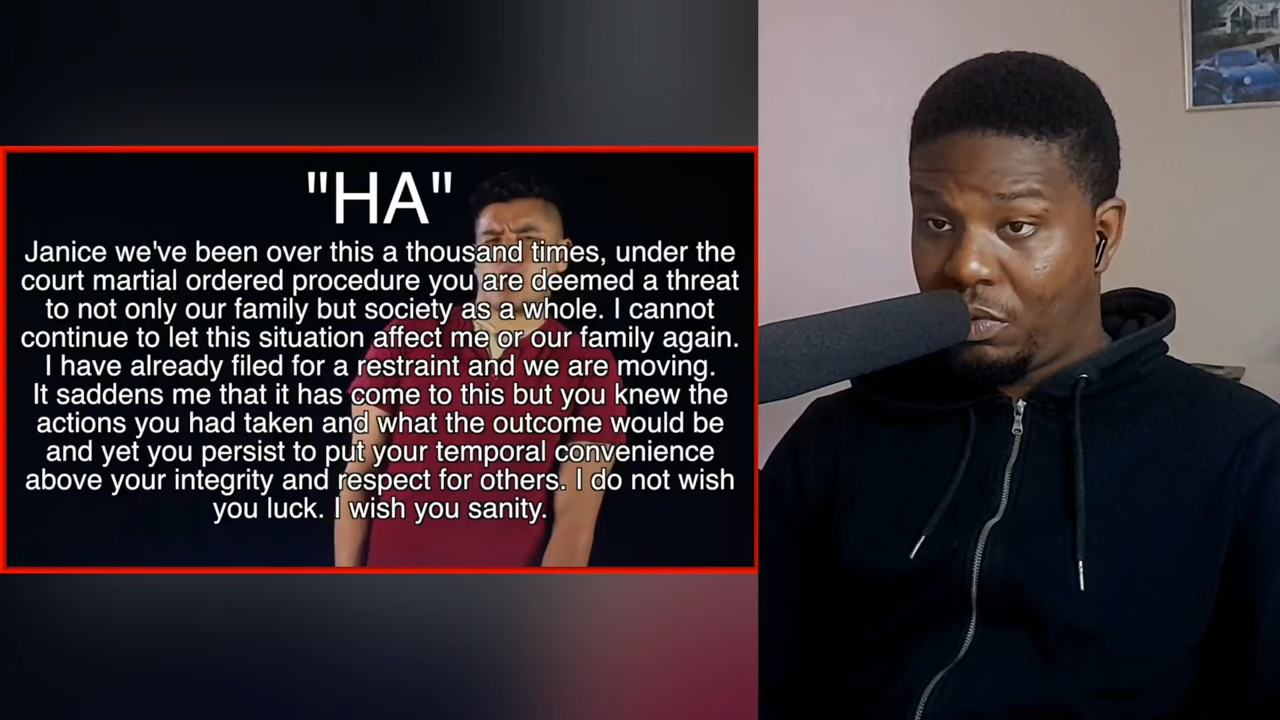 "HA"
Janice we've been over this a thousand times, under the
court martial ordered procedure you are deemed a threat
to not only our family but society as a whole. I cannot
continue to let this situation affect me or our family again.
I have already filed for a restraint and we are moving.
It saddens me that it has come to this but you knew the
actions you had taken and what the outcome would be
and yet you persist to put your temporal convenience
above your integrity and respect for others. I do not wish
you luck. I wish you sanity.